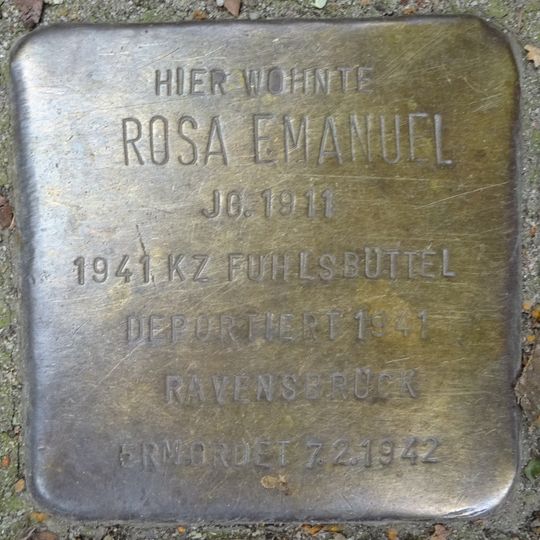 HIER WOHNTE
ROSA EMANUEL
JG. 1911
1941 KZ FUHLSBÜTTEL
DEPORTIERT 1941
RAVENSBRÜCK
ERMORDET 7.2.1942